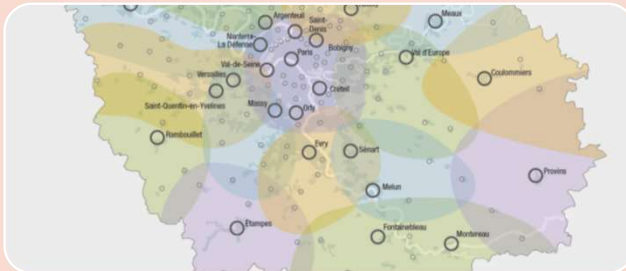 Argenteuil
Saint-
Denis
Meaux
Nanterre-
La Défense
Bobigny
Paris
Val d'Europe
Val-de-Seine
Versailles
Coulommiers
Créteil
Saint-Quentin-en-Yvelines
Massy
Orly
Rambouillet
Evry
Sénart
Provins
Melun
Étampes
Fontainebleau
Montereau